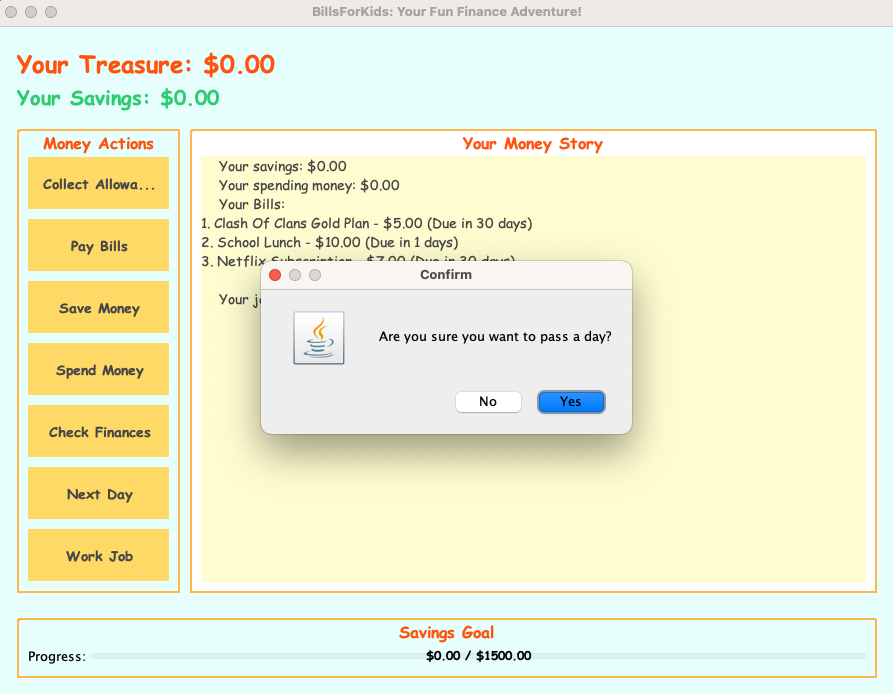 BillsForKids: Your Fun Finance Adventure!
Your Treasure: $0.00
Your Savings: $0.00
Money Actions
Collect Allowa...
Pay Bills
Save Money
Spend Money
Check Finances
Next Day
Work Job
Your Money Story
Your savings: $0.00
Your spending money: $0.00
Your Bills:
1. Clash Of Clans Gold Plan - $5.00 (Due in 30 days)
2. School Lunch - $10.00 (Due in 1 days)
3. Netflix Subscription - $7.00 (Due in 30 days)
Your
Confirm
Are you sure you want to pass a day?
No
Yes
Savings Goal
Progress:
$0.00 / $1500.00